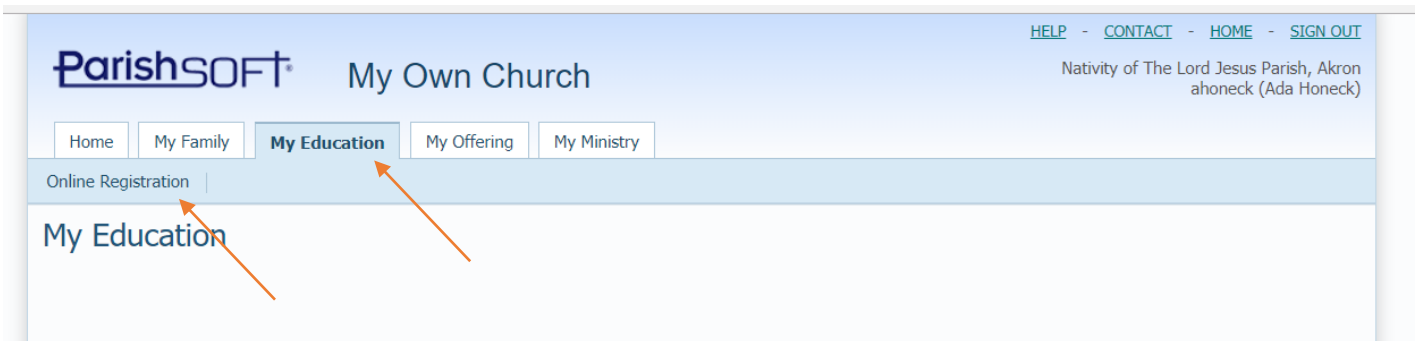 HELP - CONTACT - HOME - SIGN OUT
ParishSOFT® My Own Church
Nativity of The Lord Jesus Parish, Akron
ahoneck (Ada Honeck)
Home My Family My Education My Offering My Ministry
Online Registration
My Education